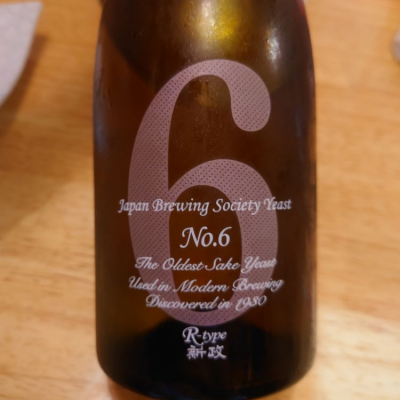 6
Japan Brewing Society Yeast
No.6
The Oldest Sake Yeast
Used in Modern Brewing
Discovered in 1930
R-type
新政